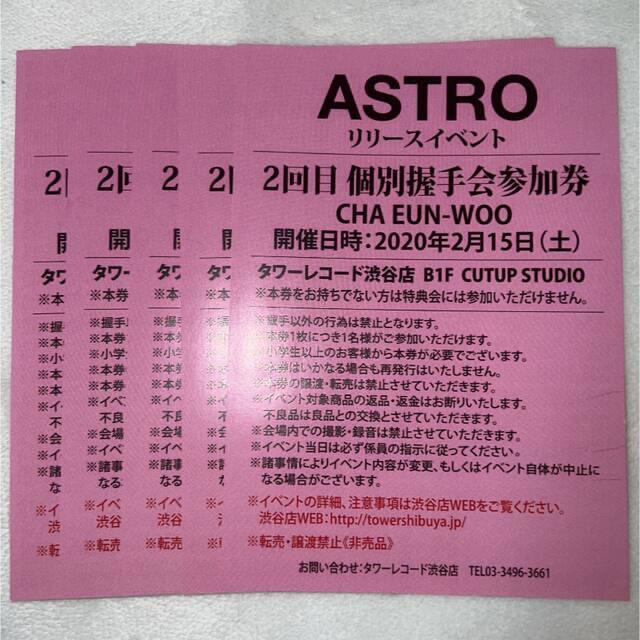 ASTRO
リリースイベント
2回目 個別握手会参加券
CHA EUN-WOO
開催日時：2020年2月15日（土）
タワーレコード渋谷店 B1F CUTUP STUDIO
※本券をお持ちでない方は特典会には参加いただけません。
※握手以外の行為は禁止となります。
※本券1枚につき1名様がご参加いただけます。
※小学生以上のお客様から本券が必要でございます。
※本券はいかなる場合も再発行はいたしません。
※本券の譲渡・転売は禁止させていただきます。
※イベント対象商品の返品・返金はお断りいたします。
不良品は良品との交換とさせていただきます。
※会場内での撮影・録音は禁止させていただきます。
※イベント当日は必ず係員の指示に従ってください。
※諸事情によりイベント内容が変更、もしくはイベント自体が中止に
なる場合がございます。
※イベントの詳細、注意事項は渋谷店WEBをご覧ください。
渋谷店WEB：http://towershibuya.jp/
※転売・譲渡禁止《非売品》
お問い合わせ：タワーレコード渋谷店 TEL03-3496-3661